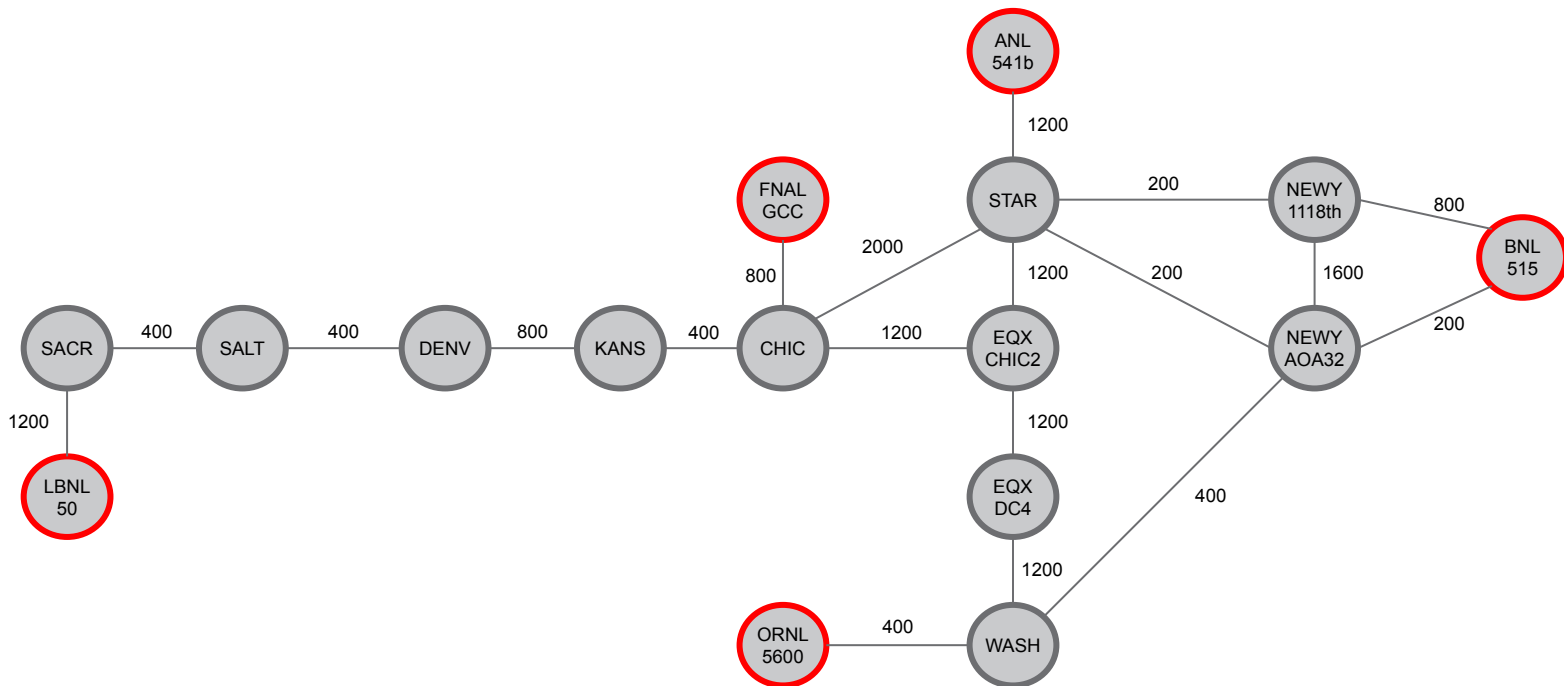 ANL
541b
1200
FNAL
GCC
STAR
200
NEWY
1118th
800
BNL
515
2000
800
1200
200
1600
200
SACR
400
SALT
400
DENV
800
KANS
400
CHIC
1200
EQX
CHIC2
NEWY
AOA32
1200
1200
LBNL
50
EQX
DC4
400
1200
ORNL
5600
400
WASH